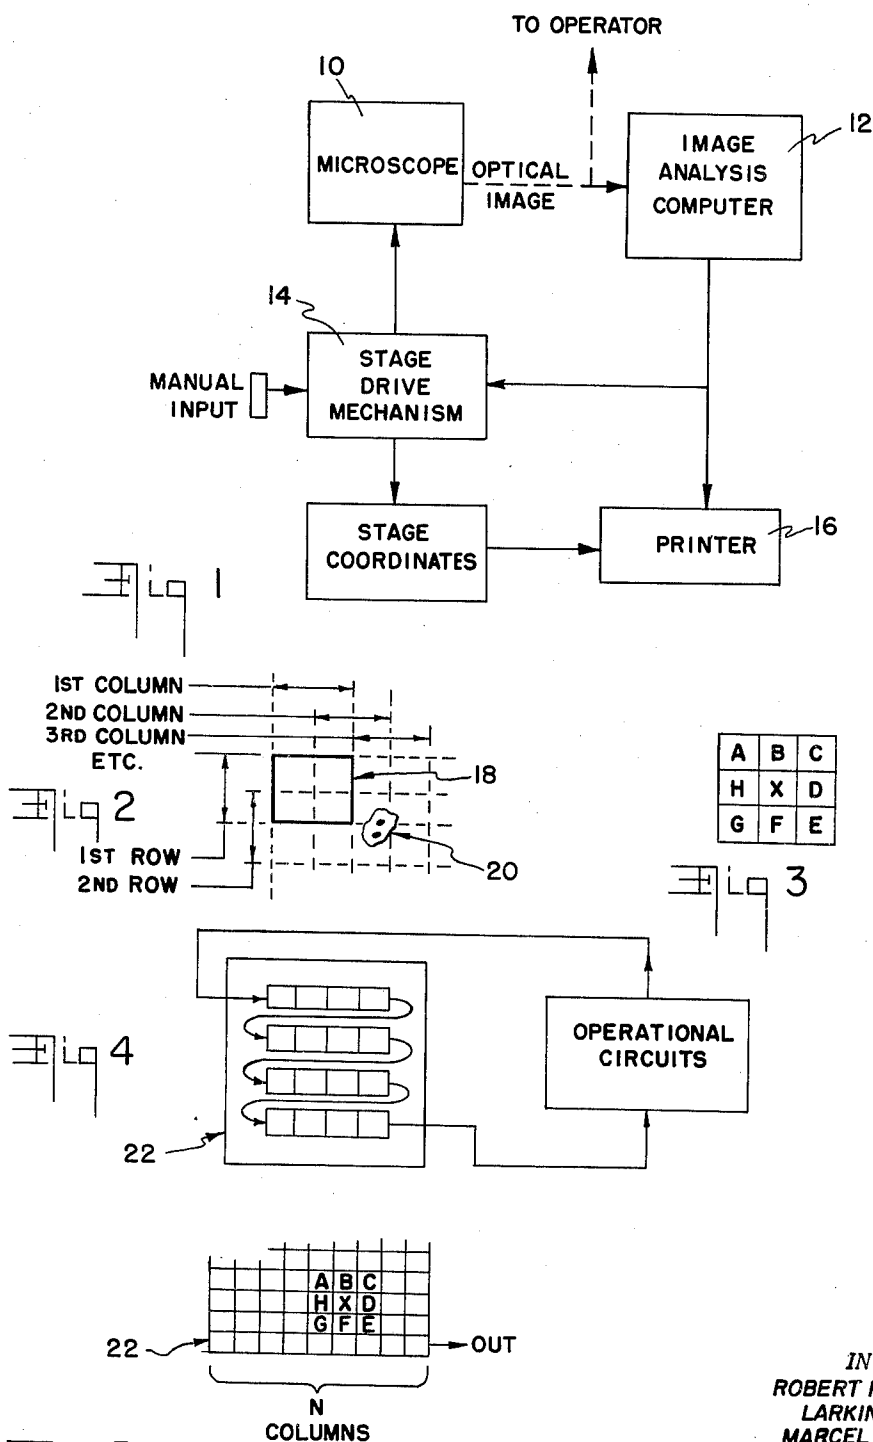 TO OPERATOR
10
12
MICROSCOPE
OPTICAL
IMAGE
IMAGE
ANALYSIS
COMPUTER
14
MANUAL
INPUT
STAGE
DRIVE
MECHANISM
STAGE
COORDINATES
PRINTER
16
Fig 1
1ST COLUMN
2ND COLUMN
3RD COLUMN
ETC.
18
Fig 2
1ST ROW
2ND ROW
20
A B C
H X D
G F E
Fig 3
Fig 4
OPERATIONAL
CIRCUITS
22
A B C
H X D
G F E
22
OUT
N
COLUMNS
IN
ROBERT
LARKIN
MARCEL